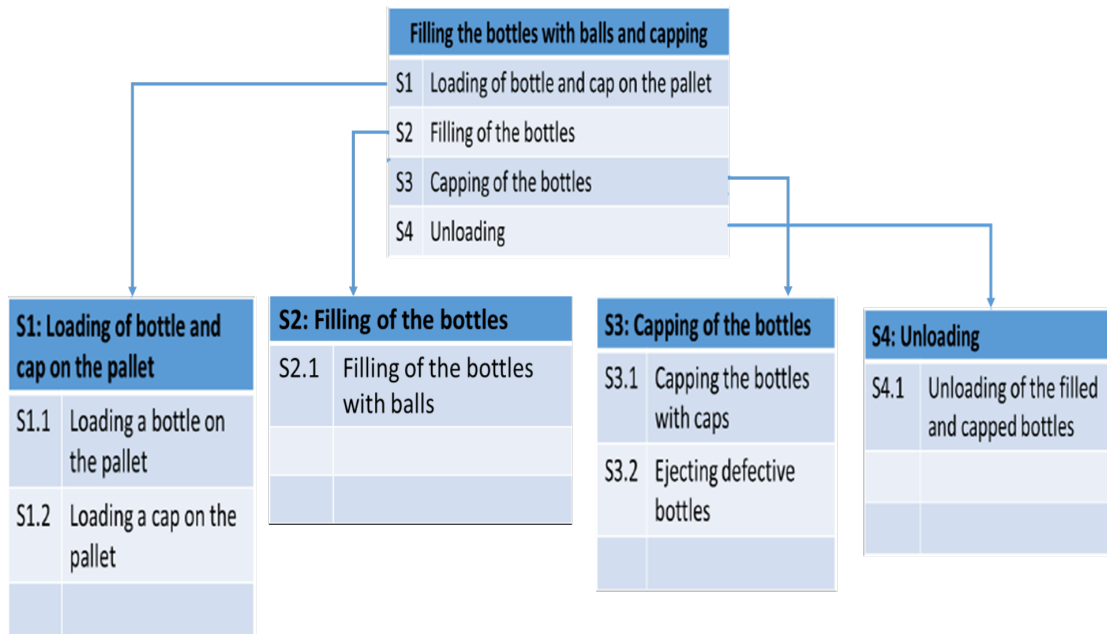 Filling the bottles with balls and capping
S1 Loading of bottle and cap on the pallet
S2 Filling of the bottles
S3 Capping of the bottles
S4 Unloading
S1: Loading of bottle and
cap on the pallet
S1.1 Loading a bottle on
the pallet
S1.2 Loading a cap on the
pallet
S2: Filling of the bottles
S2.1 Filling of the bottles
with balls
S3: Capping of the bottles
S3.1 Capping the bottles
with caps
S3.2 Ejecting defective
bottles
S4: Unloading
S4.1 Unloading of the filled
and capped bottles